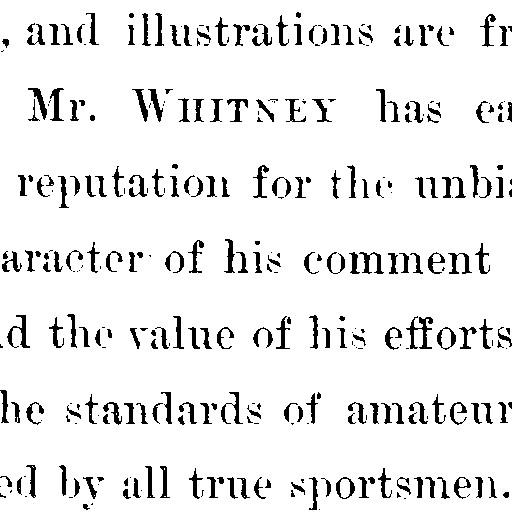 , and illustrations are fr
Mr. WHITNEY has ea
reputation for the unbia
aracter of his comment
d the value of his efforts
he standards of amateur
ed by all true sportsmen.